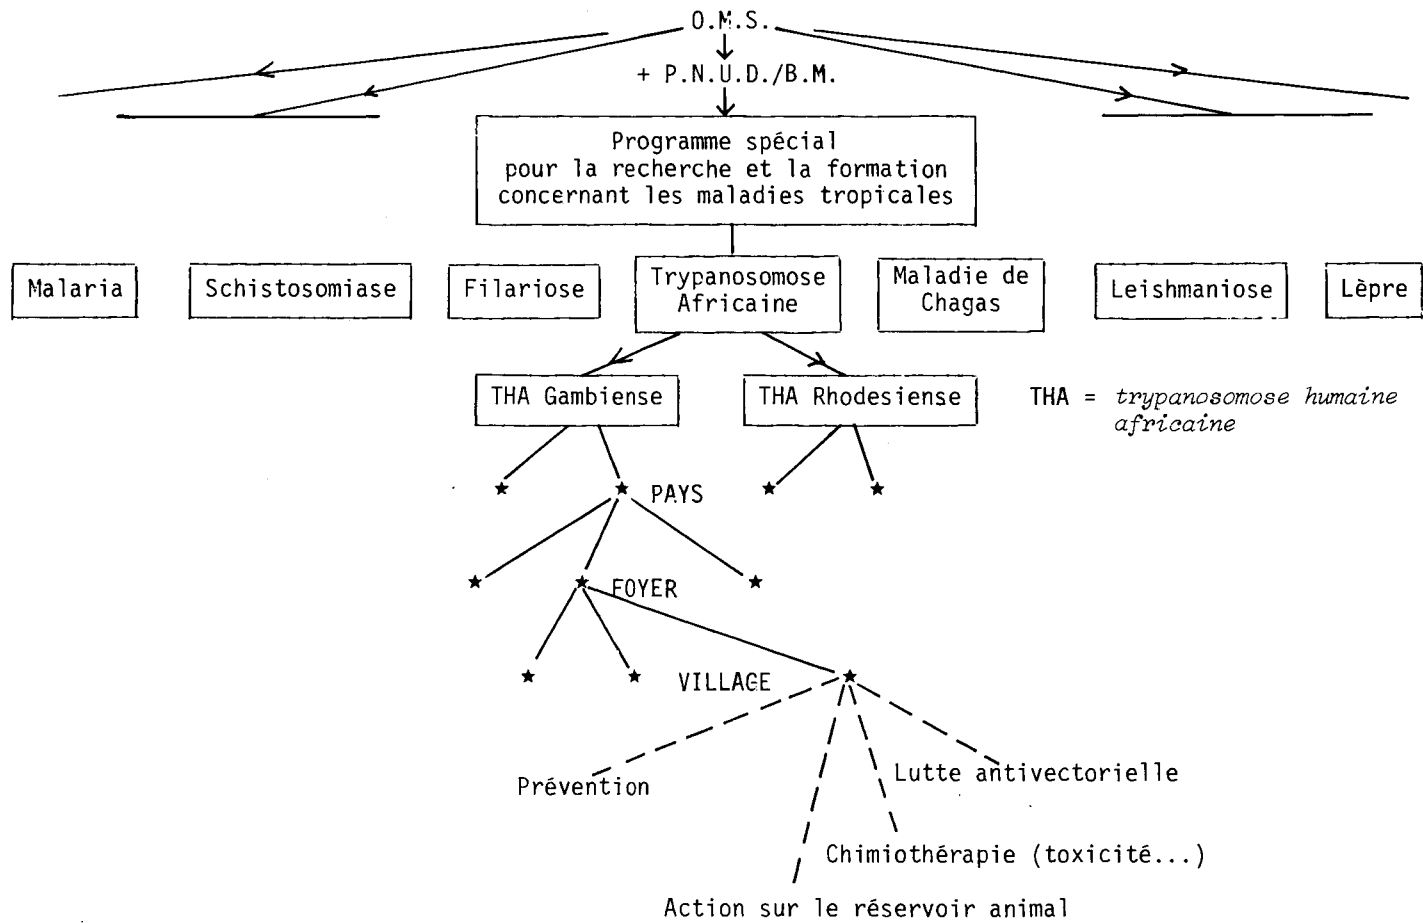 O.M.S.
+ P.N.U.D./B.M.
Programme spécial
pour la recherche et la formation
concernant les maladies tropicales
Malaria
Schistosomiase
Filariose
Trypanosomose
Africaine
Maladie de
Chagas
Leishmaniose
Lèpre
THA Gambiense
THA Rhodesiense
THA = trypanosomose humaine
africaine
PAYS
FOYER
VILLAGE
Prévention
Lutte antivectorielle
Chimiothérapie (toxicité...)
Action sur le réservoir animal